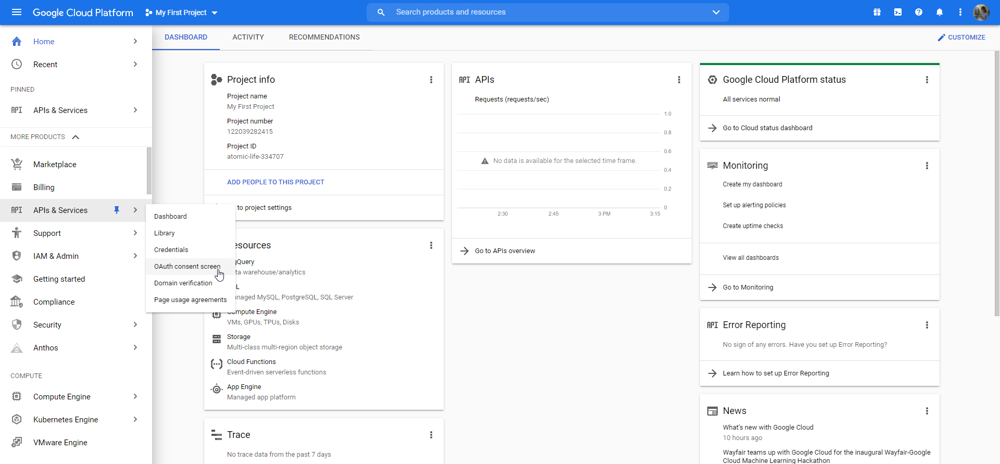 Google Cloud Platform
My First Project
Search products and resources
Home
Recent
PINNED
API
APIs & Services
MORE PRODUCTS
Marketplace
Billing
API
APIs & Services
Support
IAM & Admin
Getting started
Compliance
Security
Anthos
COMPUTE
Compute Engine
Kubernetes Engine
VMware Engine
Dashboard
Library
Credentials
OAuth consent screen
Domain verification
Page usage agreements
DASHBOARD
ACTIVITY
RECOMMENDATIONS
CUSTOMIZE
Project info
Project name
My First Project
Project number
122039282415
Project ID
atomic-life-334707
ADD PEOPLE TO THIS PROJECT
to project settings
esources
gQuery
ta warehouse/analytics
L
anaged MySQL, PostgreSQL, SQL Server
Compute Engine
VMs, GPUs, TPUs, Disks
Storage
Multi-class multi-region object storage
Cloud Functions
Event-driven serverless functions
App Engine
Managed app platform
Trace
No trace data from the past 7 days
API
APIs
Requests (requests/sec)
1.0
0.8
0.6
No data is available for the selected time frame.
0.4
0.2
0
2:30
2:45
3 PM
3:15
Go to APIs overview
Google Cloud Platform status
All services normal
Go to Cloud status dashboard
Monitoring
Create my dashboard
Set up alerting policies
Create uptime checks
View all dashboards
Go to Monitoring
API
Error Reporting
No sign of any errors. Have you set up Error Reporting?
Learn how to set up Error Reporting
News
What's new with Google Cloud
10 hours ago
Wayfair teams up with Google Cloud for the inaugural Wayfair-Google
Cloud Machine Learning Hackathon